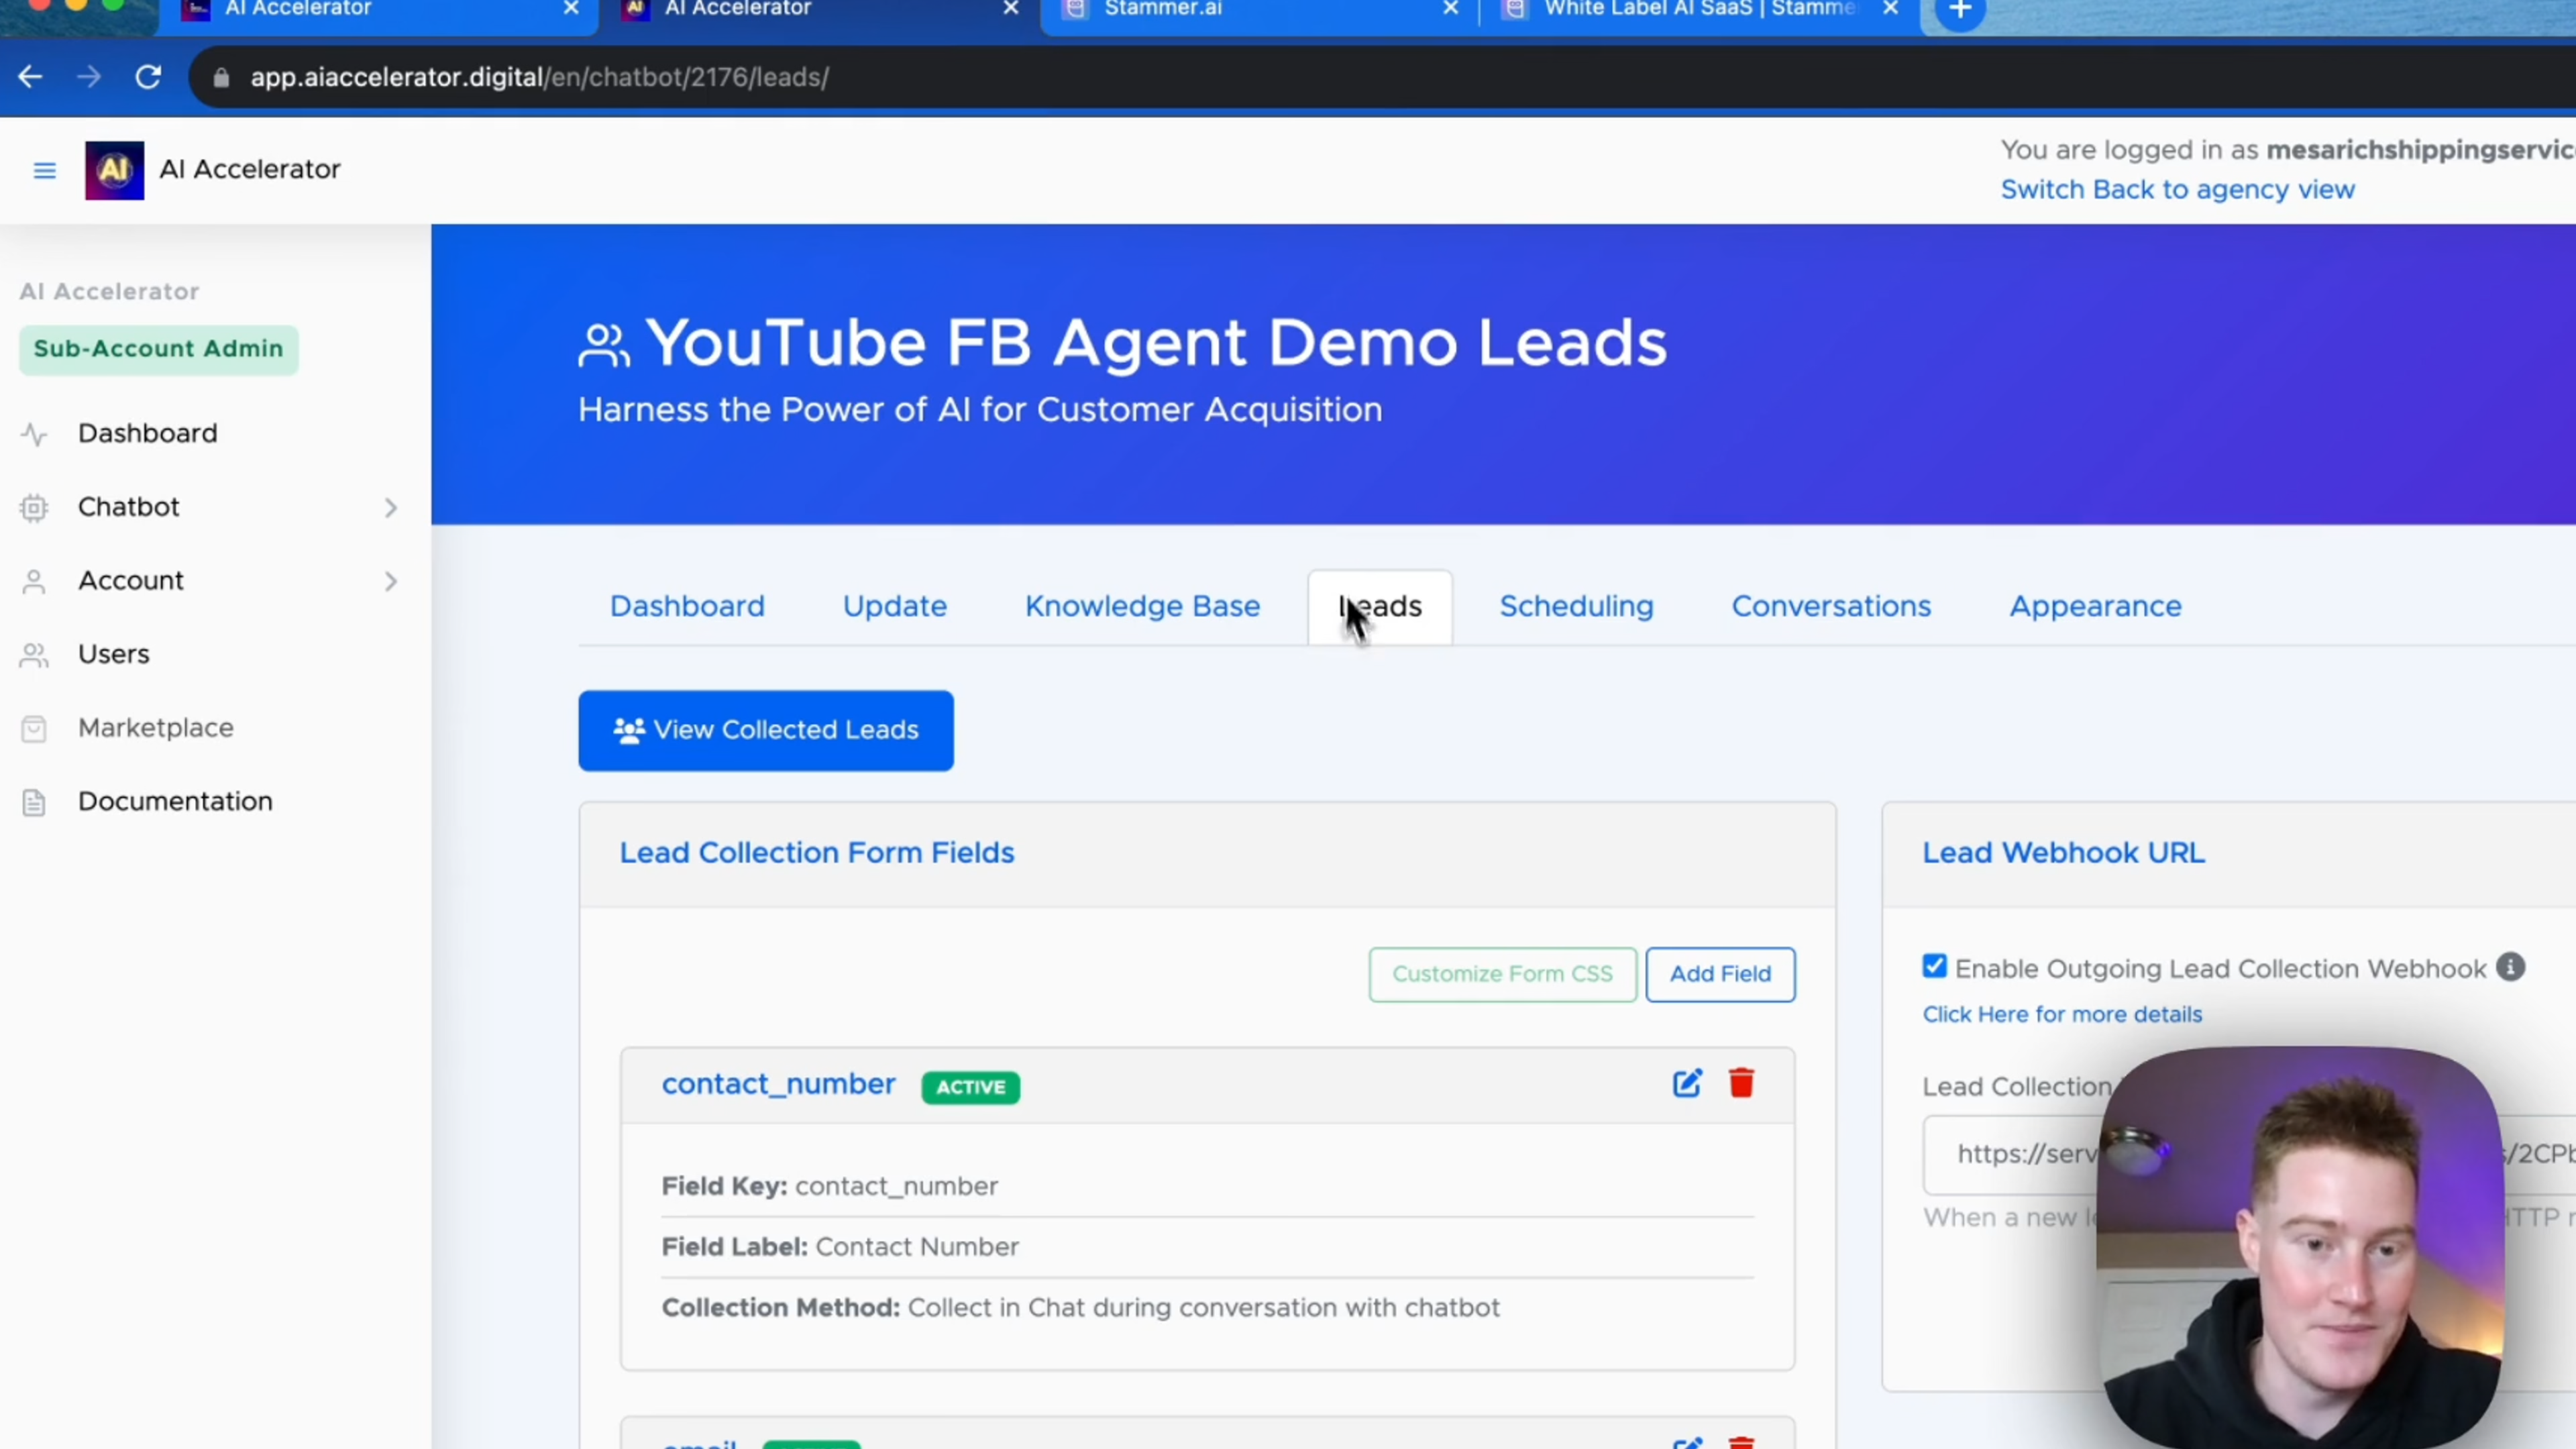 AI Accelerator
AI Accelerator
Stammer.ai
White Label AI SaaS | Stamme
app.aiaccelerator.digital/en/chatbot/2176/leads/
AI AI Accelerator
You are logged in as mesarichshippingservic
Switch Back to agency view
AI Accelerator
Sub-Account Admin
Dashboard
Chatbot
Account
Users
Marketplace
Documentation
YouTube FB Agent Demo Leads
Harness the Power of AI for Customer Acquisition
Dashboard Update Knowledge Base Leads Scheduling Conversations Appearance
View Collected Leads
Lead Collection Form Fields
Customize Form CSS Add Field
contact_number ACTIVE
Field Key: contact_number
Field Label: Contact Number
Collection Method: Collect in Chat during conversation with chatbot
Lead Webhook URL
Enable Outgoing Lead Collection Webhook
Click Here for more details
Lead Collection
https://serv /2CPb
When a new